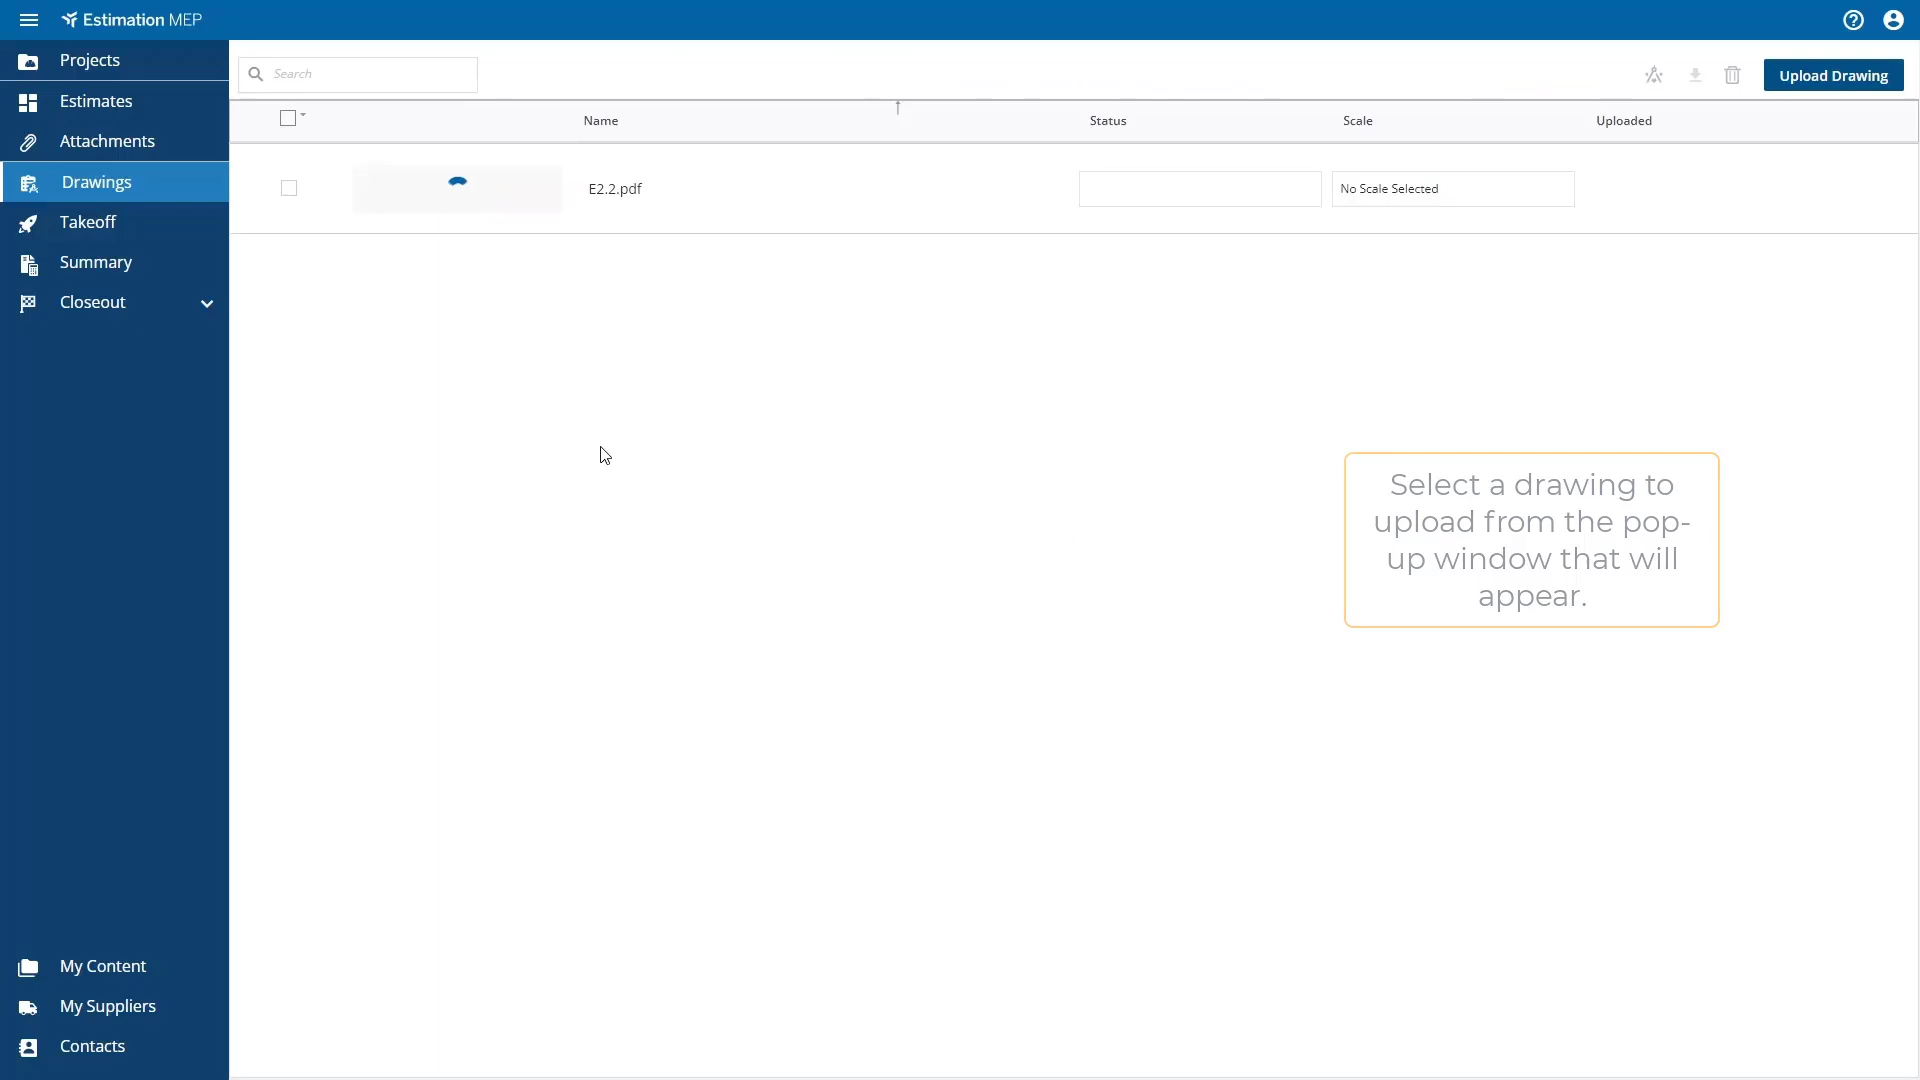 Estimation MEP
Projects
Estimates
Attachments
Drawings
Takeoff
Summary
Closeout
My Content
My Suppliers
Contacts
Search
Upload Drawing
Name
Status
Scale
Uploaded
E2.2.pdf
No Scale Selected
Select a drawing to
upload from the pop-
up window that will
appear.